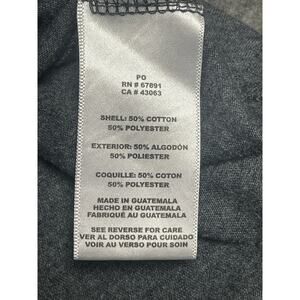 PO
RN # 67891
CA # 43063
SHELL: 50% COTTON
50% POLYESTER
EXTERIOR: 50% ALGODÓN
50% POLIESTER
COQUILLE: 50% COTON
50% POLYESTER
MADE IN GUATEMALA
HECHO EN GUATEMALA
FABRIQUÉ AU GUATEMALA
SEE REVERSE FOR CARE
VER AL DORSO PARA CUIDADO
VOIR AU VERSO POUR SOIN